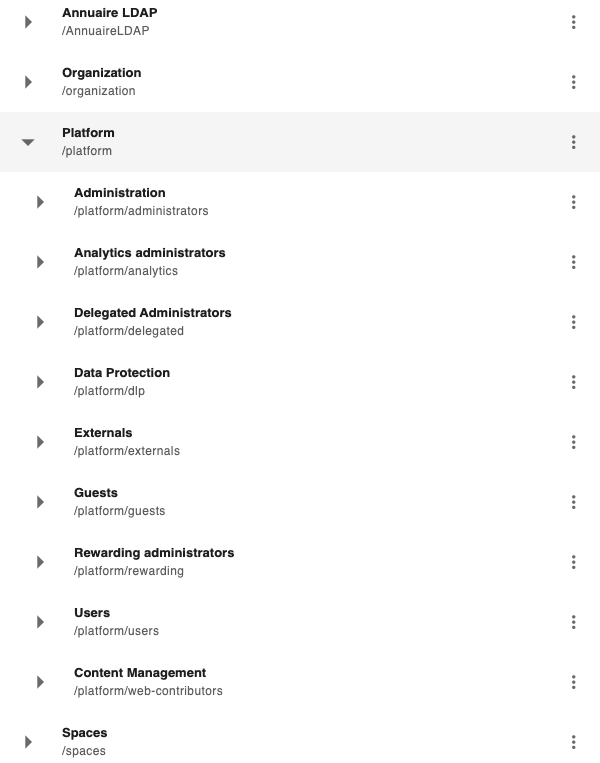 Annuaire LDAP
/AnnuaireLDAP
Organization
/organization
Platform
/platform
Administration
/platform/administrators
Analytics administrators
/platform/analytics
Delegated Administrators
/platform/delegated
Data Protection
/platform/dlp
Externals
/platform/externals
Guests
/platform/guests
Rewarding administrators
/platform/rewarding
Users
/platform/users
Content Management
/platform/web-contributors
Spaces
/spaces